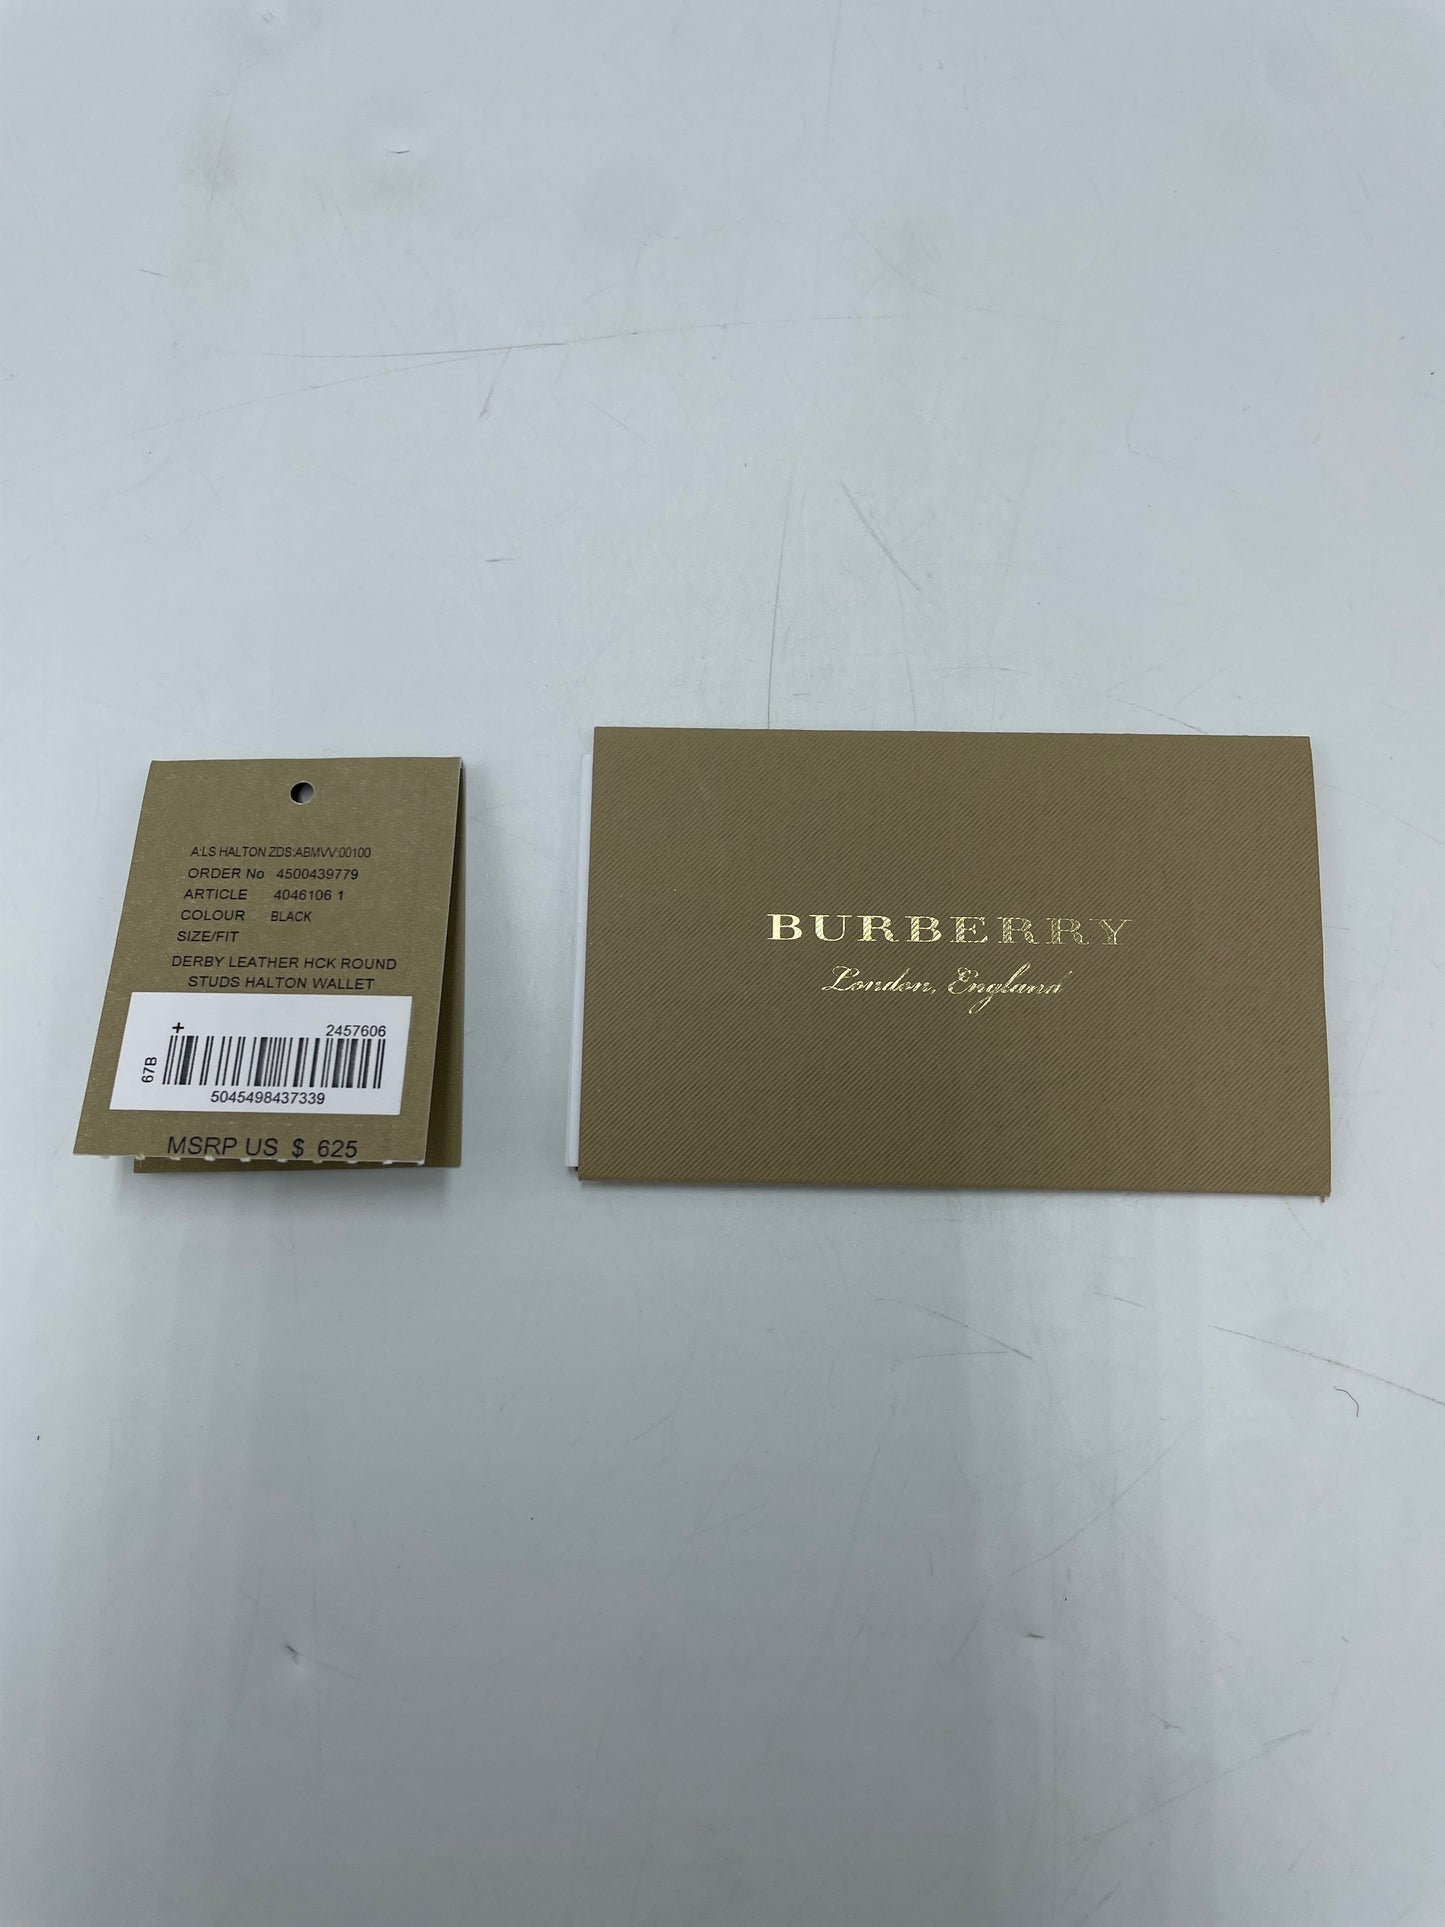 A:LS HALTON ZDS:ABMVV:00100
ORDER No 4500439779
ARTICLE 4046106 1
COLOUR BLACK
SIZE/FIT
DERBY LEATHER HCK ROUND
STUDS HALTON WALLET
+ 2457606
67B
5045498437339
MSRP US $ 625
BURBERRY
London, England